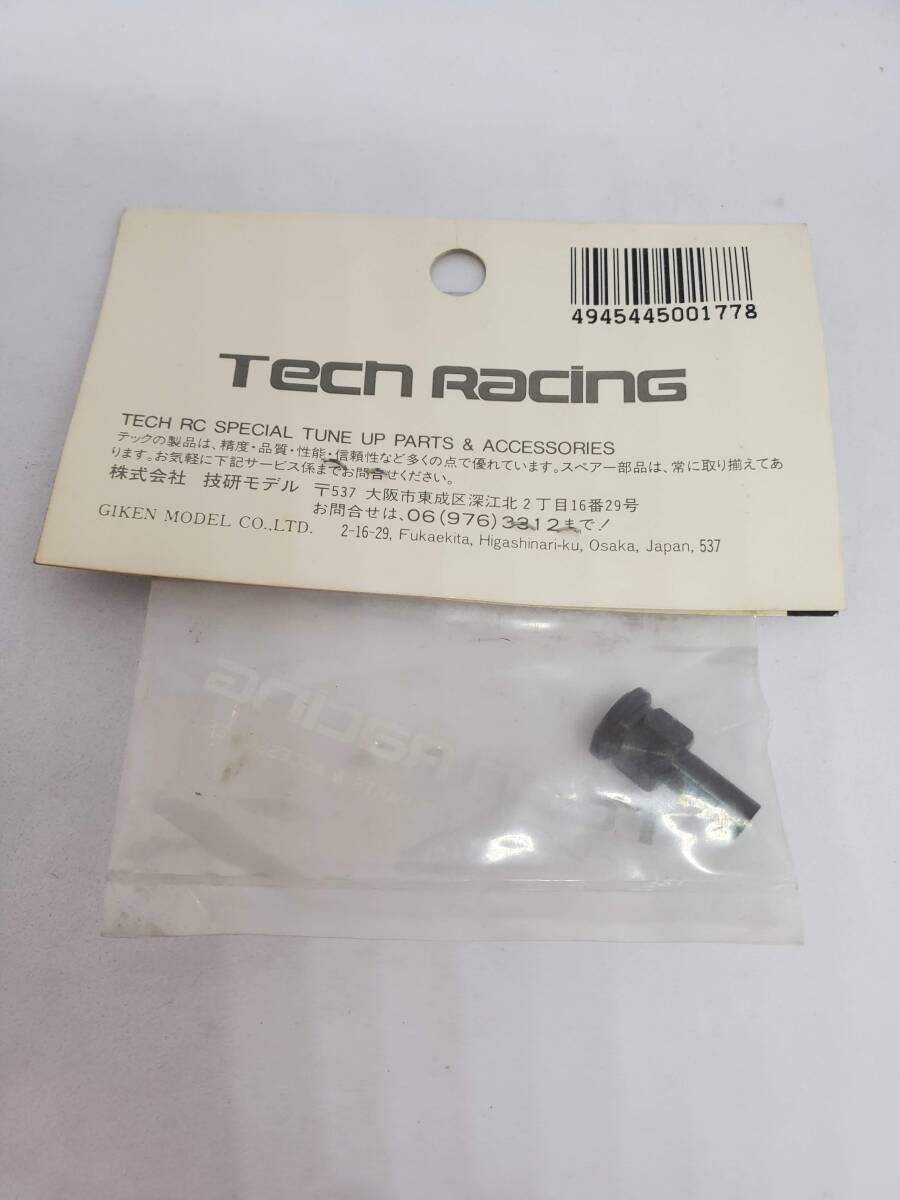 4945445001778
Tech Racing
TECH RC SPECIAL TUNE UP PARTS & ACCESSORIES
テックの製品は、精度・品質・性能・信頼性など多くの点で優れています。スペアー部品は、常に取り揃えてあ
ります。お気軽に下記サービス係までお問合せください。
株式会社 技研モデル 〒537 大阪市東成区深江北2丁目16番29号
お問合せは、06(976)3312まで!
GIKEN MODEL CO.,LTD. 2-16-29, Fukaekita, Higashinari-ku, Osaka, Japan, 537
Racing